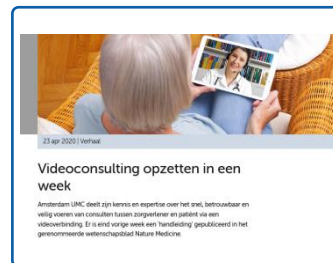 23 apr 2020 | Verhaal
Videoconsulting opzetten in een
week
Amsterdam UMC deelt zijn kennis en expertise over het snel, betrouwbaar en
veilig voeren van consulten tussen zorgverlener en patiënt via een
videoverbinding. Er is eind vorige week een 'handleiding' gepubliceerd in het
gerenommeerde wetenschapsblad Nature Medicine.